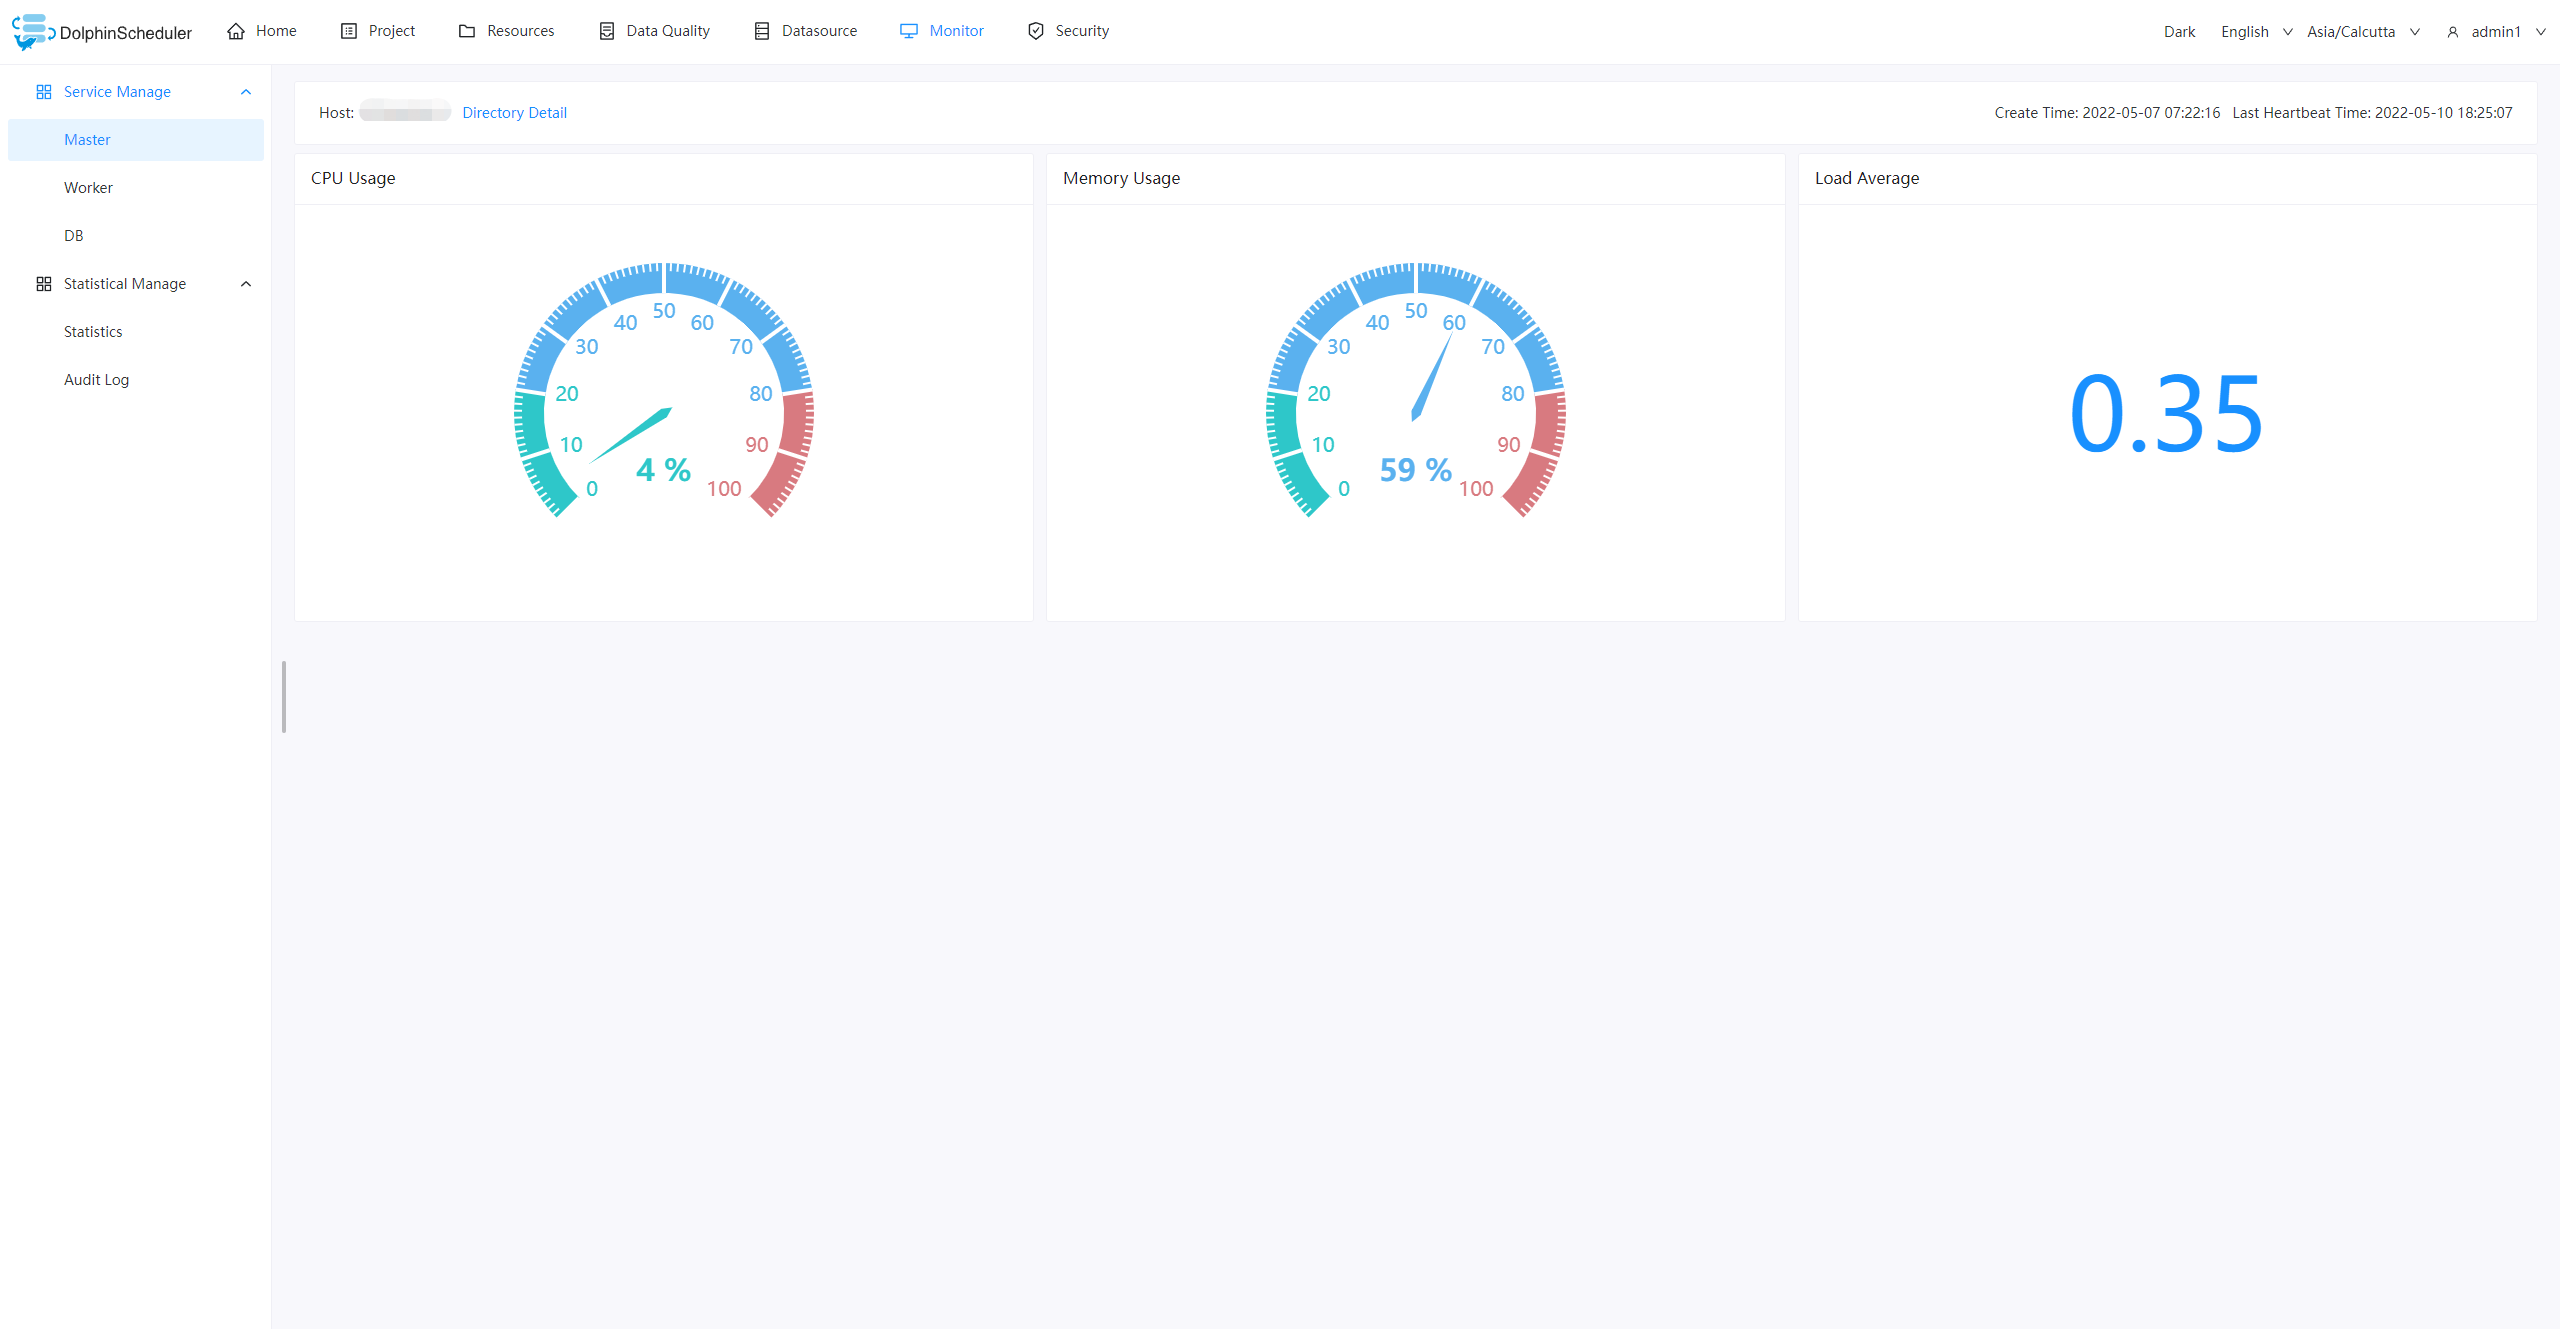 DolphinScheduler Home Project Resources Data Quality Datasource Monitor Security Dark English Asia/Calcutta admin1
Service Manage
Master
Worker
DB
Statistical Manage
Statistics
Audit Log
Host: Directory Detail Create Time: 2022-05-07 07:22:16 Last Heartbeat Time: 2022-05-10 18:25:07
CPU Usage
0
10
20
30
40
50
60
70
80
90
100
4 %
Memory Usage
0
10
20
30
40
50
60
70
80
90
100
59 %
Load Average
0.35